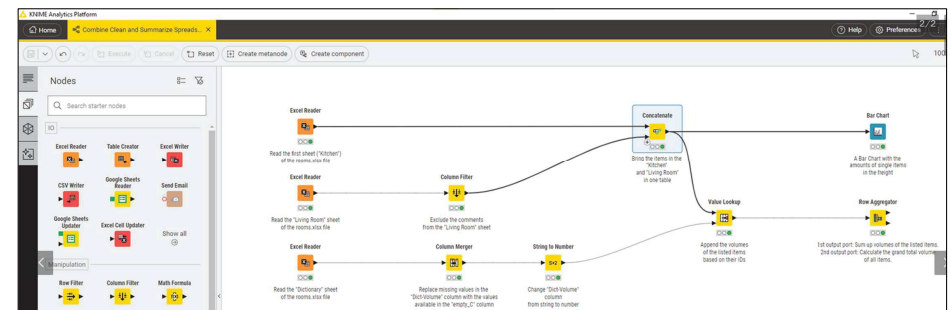 KNIME Analytics Platform
2/2
Home
Combine Clean and Summarize Spreads...
Help
Preferences
Execute
Cancel
Reset
Create metanode
Create component
100
Nodes
Search starter nodes
IO
Excel Reader
Table Creator
Excel Writer
CSV Writer
Google Sheets
Reader
Send Email
Google Sheets
Updater
Excel Cell Updater
Show all
Manipulation
Row Filter
Column Filter
Math Formula
Excel Reader
Read the first sheet ("Kitchen")
of the rooms.xlsx file
Excel Reader
Read the "Living Room" sheet
of the rooms.xlsx file
Column Filter
Exclude the comments
from the "Living Room" sheet
Excel Reader
Read the "Dictionary" sheet
of the rooms.xlsx file
Column Merger
Replace missing values in the
"Dict-Volume" column with the values
available in the "empty_C" column
String to Number
S→2
Change "Dict-Volume"
column
from string to number
Concatenate
Bring the items in the
"Kitchen"
and "Living Room"
in one table
Value Lookup
Append the volumes
of the listed items
based on their IDs
Bar Chart
A Bar Chart with the
amounts of single items
in the freight
Row Aggregator
1st output port: Sum up volumes of the listed items.
2nd output port: Calculate the grand total volume
of all items.